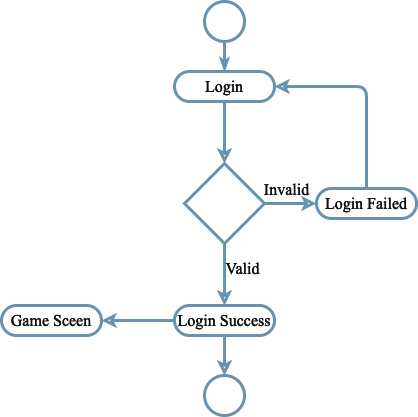 Login
Invalid
Login Failed
Valid
Game Sceen
Login Success